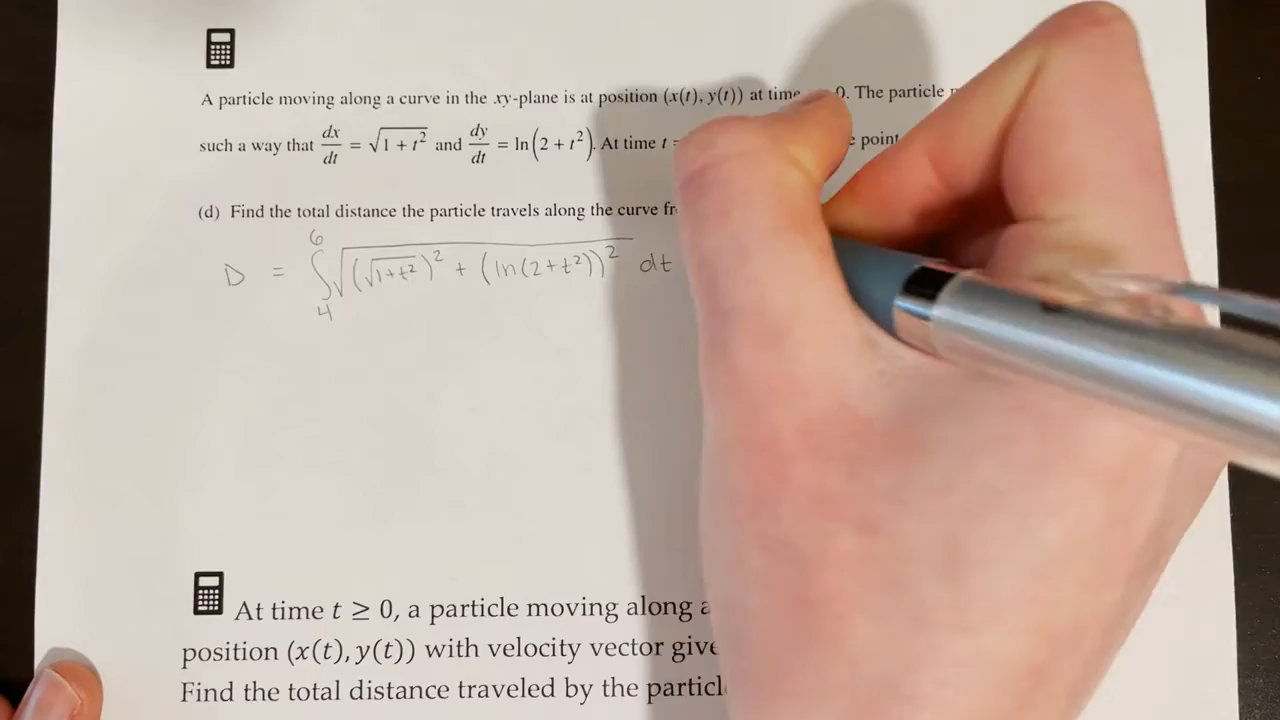 A particle moving along a curve in the xy-plane is at position (x(t), y(t)) at time 0. The particle
such a way that dx/dt = √(1 + t²) and dy/dt = ln(2 + t²). At time t = point
(d) Find the total distance the particle travels along the curve
D = ∫₄⁶ √((√(1+t²))² + (ln(2+t²))²) dt
At time t ≥ 0, a particle moving along
position (x(t), y(t)) with velocity vector
Find the total distance traveled by the